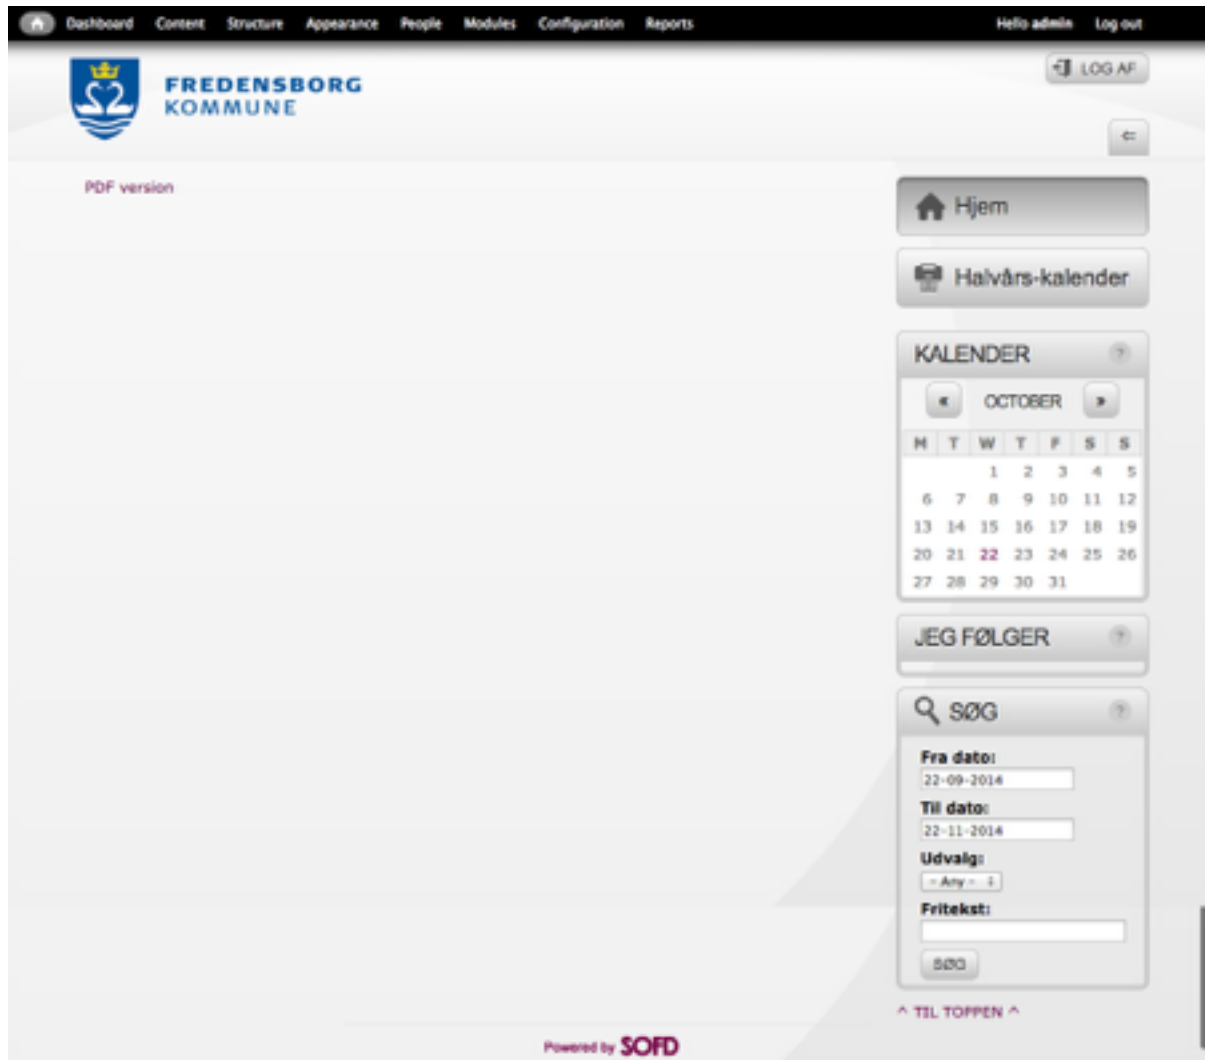 Dashboard Content Structure Appearance People Modules Configuration Reports Hello admin Log out
LOG AF
FREDENSBORG
KOMMUNE
PDF version
Hjem
Halvårs-kalender
KALENDER ?
« OCTOBER »
M T W T F S S
1 2 3 4 5
6 7 8 9 10 11 12
13 14 15 16 17 18 19
20 21 22 23 24 25 26
27 28 29 30 31
JEG FØLGER ?
SØG ?
Fra dato:
22-09-2014
Til dato:
22-11-2014
Udvalg:
- Any -
Fritekst:
SØG
^ TIL TOPPEN ^
Powered by SOFD